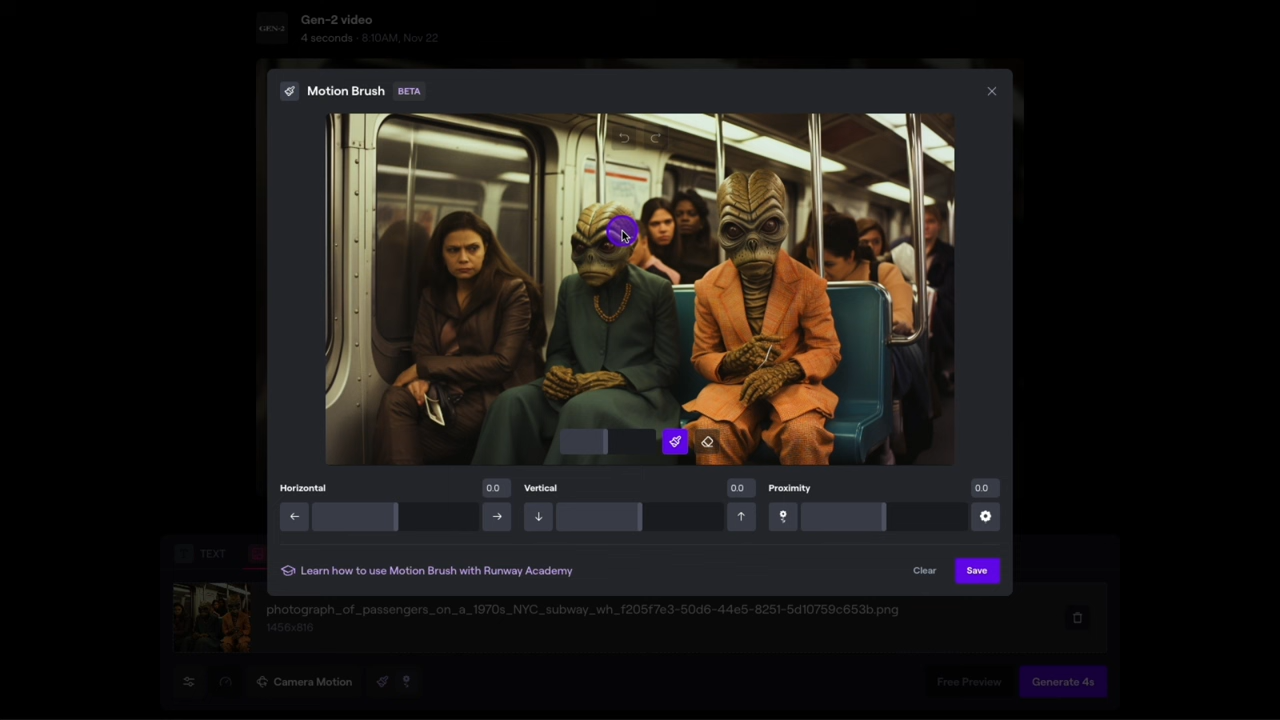 GEN-2
Gen-2 video
4 seconds · 8:10AM, Nov 22
Motion Brush BETA
Horizontal 0.0 Vertical 0.0 Proximity 0.0
Learn how to use Motion Brush with Runway Academy
Clear Save
TEXT
photograph_of_passengers_on_a_1970s_NYC_subway_wh_f205f7e3-50d6-44e5-8251-5d10759c653b.png
1456x816
Camera Motion
Free Preview Generate 4s